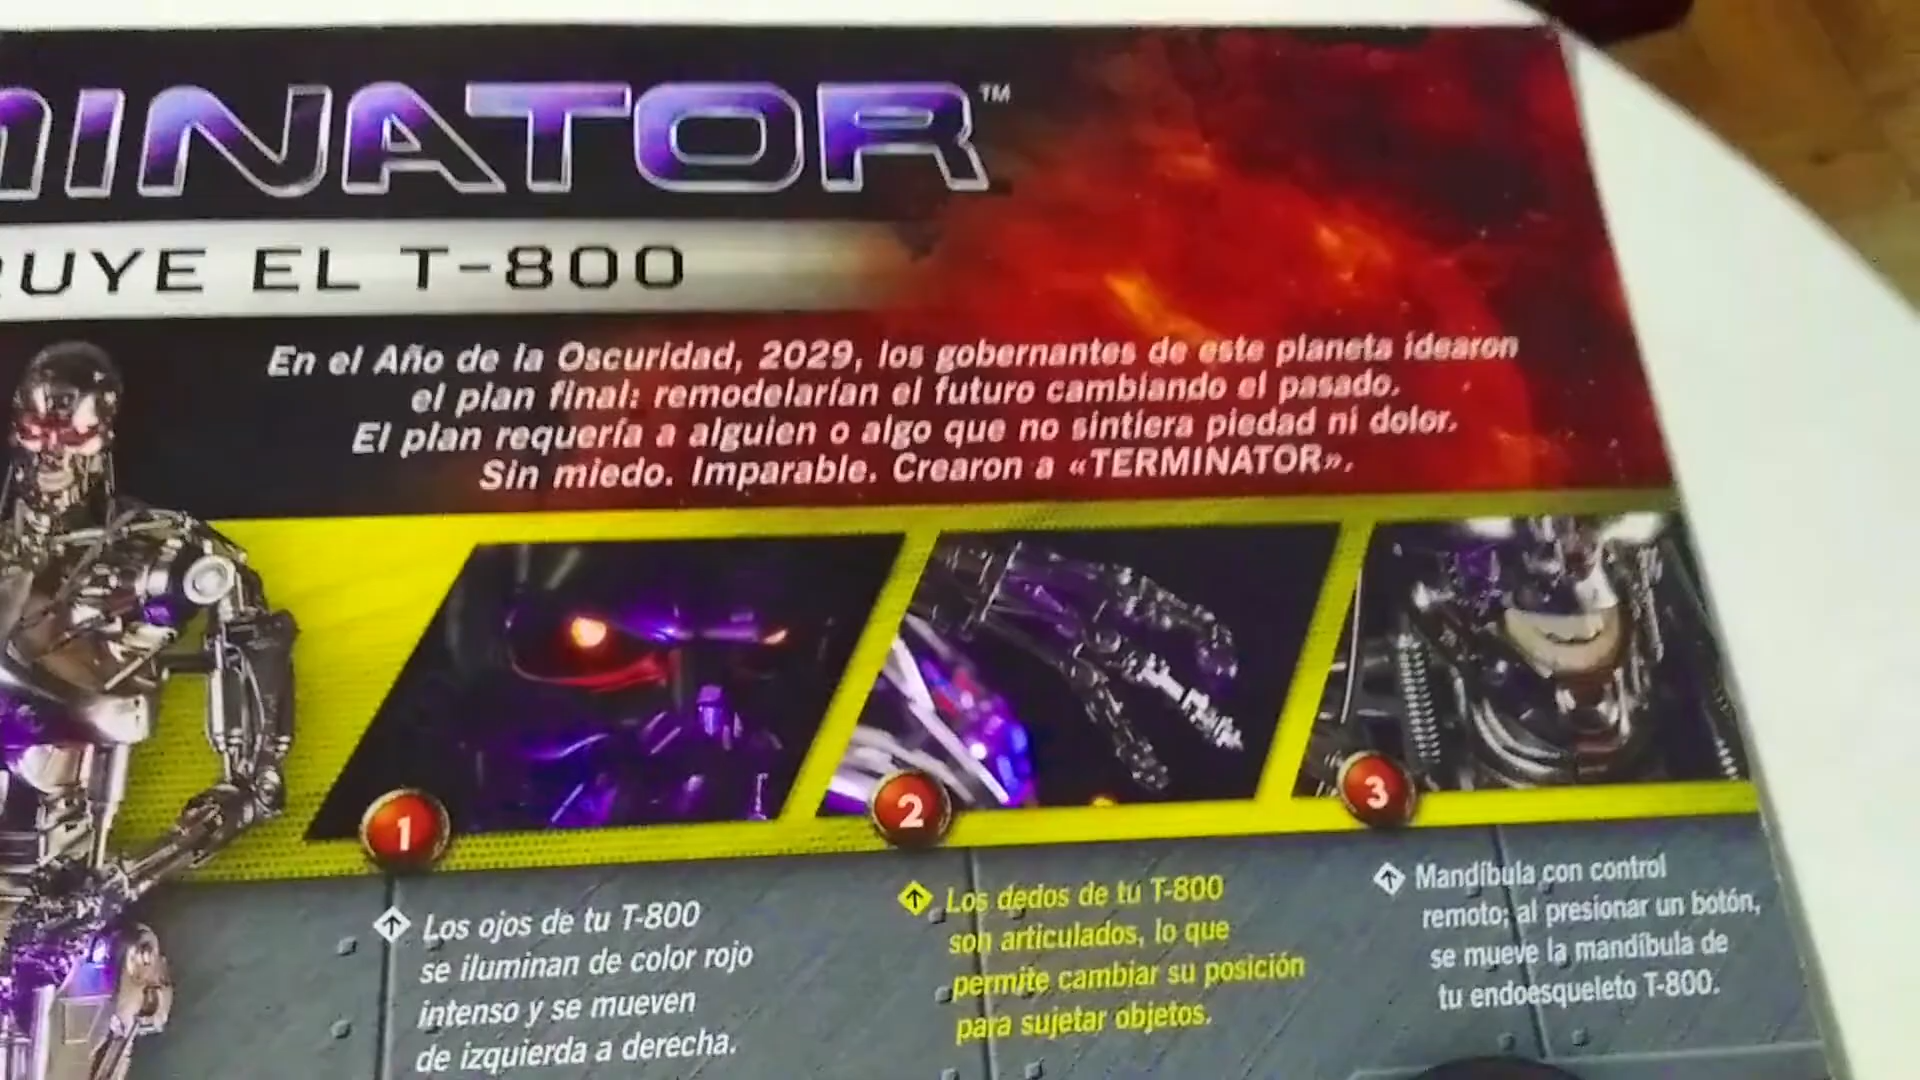 MINATOR™
RUYE EL T-800
En el Año de la Oscuridad, 2029, los gobernantes de este planeta idearon
el plan final: remodelarían el futuro cambiando el pasado.
El plan requería a alguien o algo que no sintiera piedad ni dolor.
Sin miedo. Imparable. Crearon a «TERMINATOR».
1
2
3
Los ojos de tu T-800
se iluminan de color rojo
intenso y se mueven
de izquierda a derecha.
Los dedos de tu T-800
son articulados, lo que
permite cambiar su posición
para sujetar objetos.
Mandíbula con control
remoto; al presionar un botón,
se mueve la mandíbula de
tu endoesqueleto T-800.